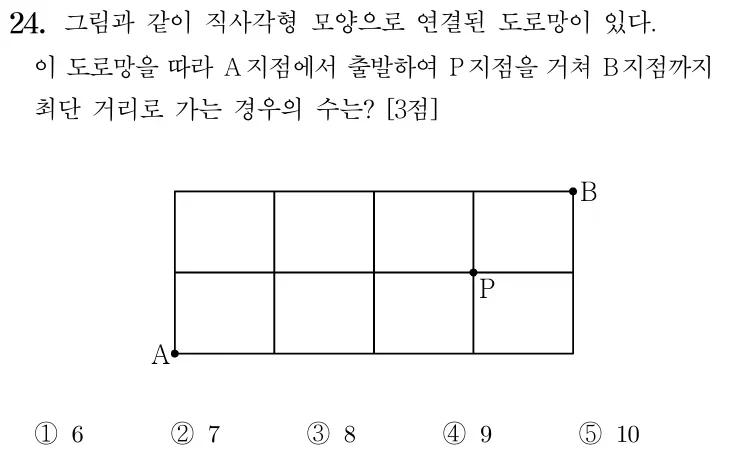 24. 그림과 같이 직사각형 모양으로 연결된 도로망이 있다.
이 도로망을 따라 A지점에서 출발하여 P지점을 거쳐 B지점까지
최단 거리로 가는 경우의 수는? [3점]
B
P
A
① 6 ② 7 ③ 8 ④ 9 ⑤ 10